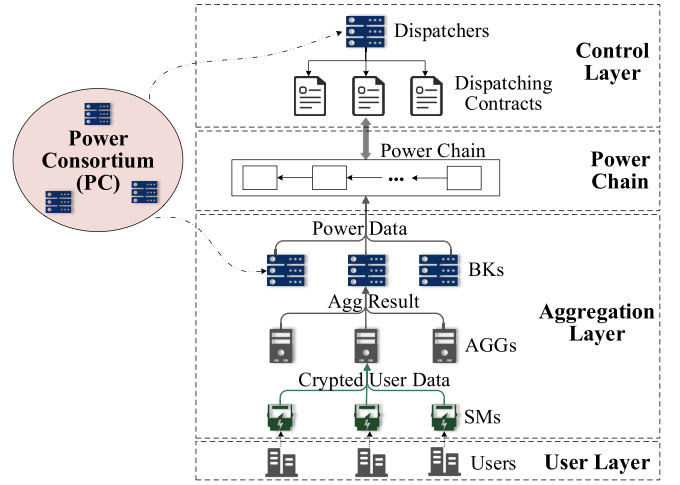 Dispatchers
Control
Layer
Dispatching
Contracts
Power
Consortium
(PC)
Power Chain
...
Power
Chain
Power Data
BKs
Agg Result
Aggregation
Layer
AGGs
Crypted User Data
SMs
Users
User Layer